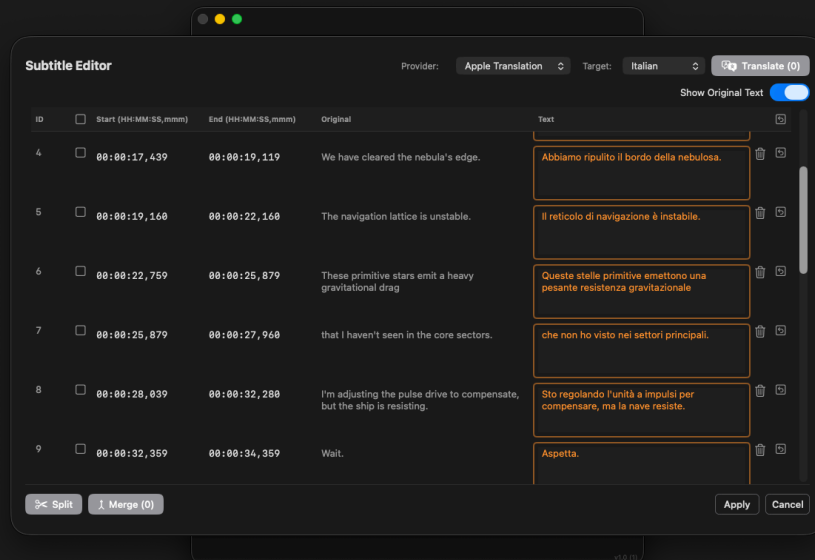 Subtitle Editor
Provider: Apple Translation Target: Italian Translate (0)
Show Original Text
ID Start (HH:MM:SS,mmm) End (HH:MM:SS,mmm) Original Text
4 00:00:17,439 00:00:19,119 We have cleared the nebula's edge. Abbiamo ripulito il bordo della nebulosa.
5 00:00:19,160 00:00:22,160 The navigation lattice is unstable. Il reticolo di navigazione è instabile.
6 00:00:22,759 00:00:25,879 These primitive stars emit a heavy
gravitational drag
Queste stelle primitive emettono una
pesante resistenza gravitazionale
7 00:00:25,879 00:00:27,960 that I haven't seen in the core sectors. che non ho visto nei settori principali.
8 00:00:28,039 00:00:32,280 I'm adjusting the pulse drive to compensate,
but the ship is resisting.
Sto regolando l'unità a impulsi per
compensare, ma la nave resiste.
9 00:00:32,359 00:00:34,359 Wait. Aspetta.
Split Merge (0) Apply Cancel
v1.0 (1)